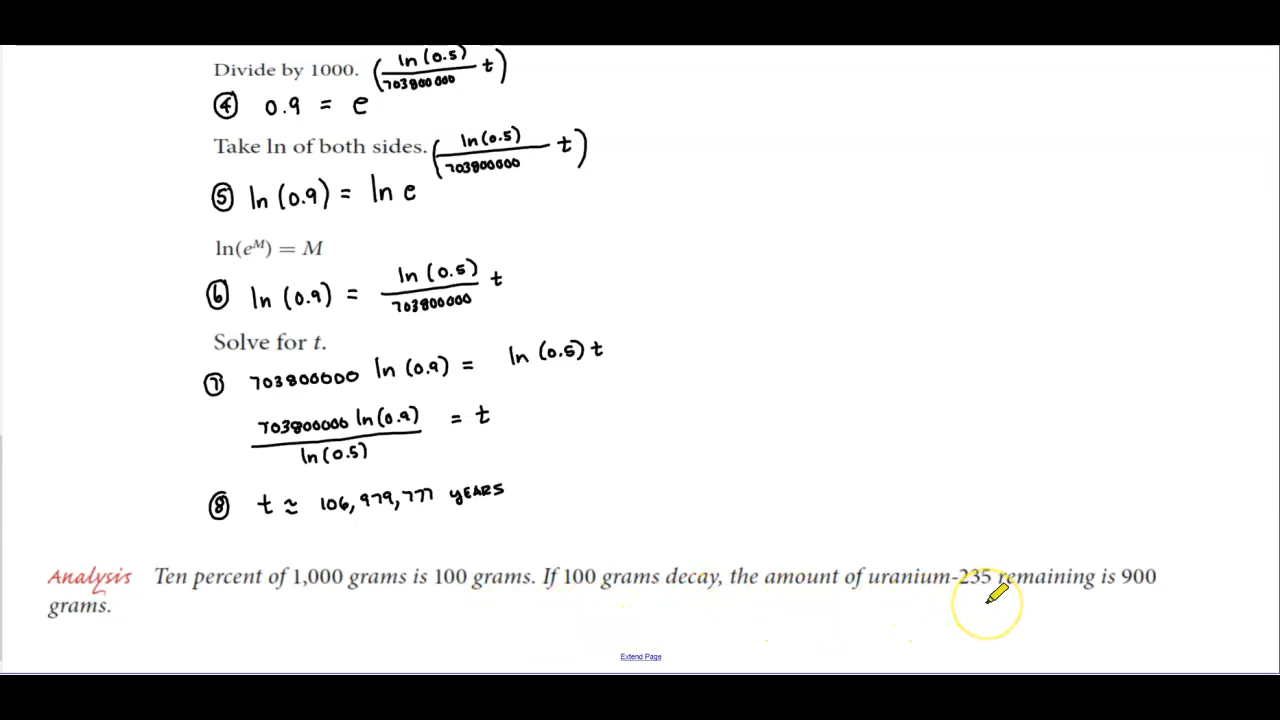 Divide by 1000.
④ 0.9 = e^(ln(0.5)/703800000 t)
Take ln of both sides.
⑤ ln(0.9) = ln e^(ln(0.5)/703800000 t)
ln(e^M) = M
⑥ ln(0.9) = ln(0.5)/703800000 t
Solve for t.
⑦ 703800000 ln(0.9) = ln(0.5) t
703800000 ln(0.9)/ln(0.5) = t
⑧ t ≈ 106,979,777 YEARS
Analysis Ten percent of 1,000 grams is 100 grams. If 100 grams decay, the amount of uranium-235 remaining is 900
grams.
Extend Page